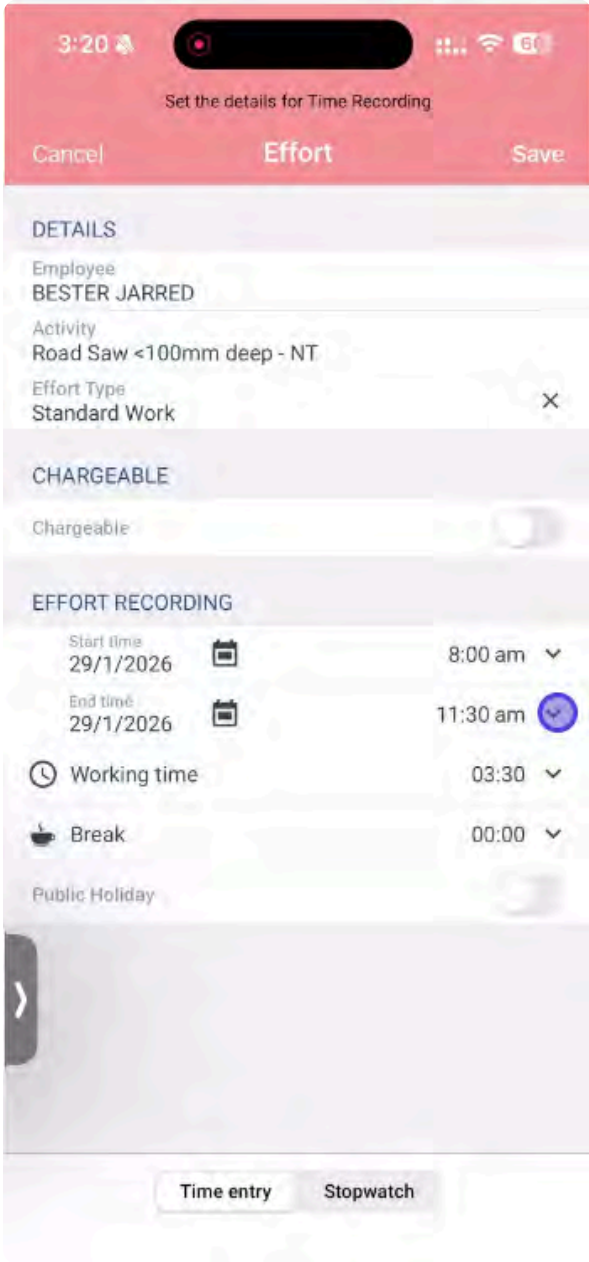 3:20
60
Set the details for Time Recording
Cancel Effort Save
DETAILS
Employee
BESTER JARRED
Activity
Road Saw <100mm deep - NT
Effort Type
Standard Work
CHARGEABLE
Chargeable
EFFORT RECORDING
Start time
29/1/2026 8:00 am
End time
29/1/2026 11:30 am
Working time 03:30
Break 00:00
Public Holiday
Time entry Stopwatch